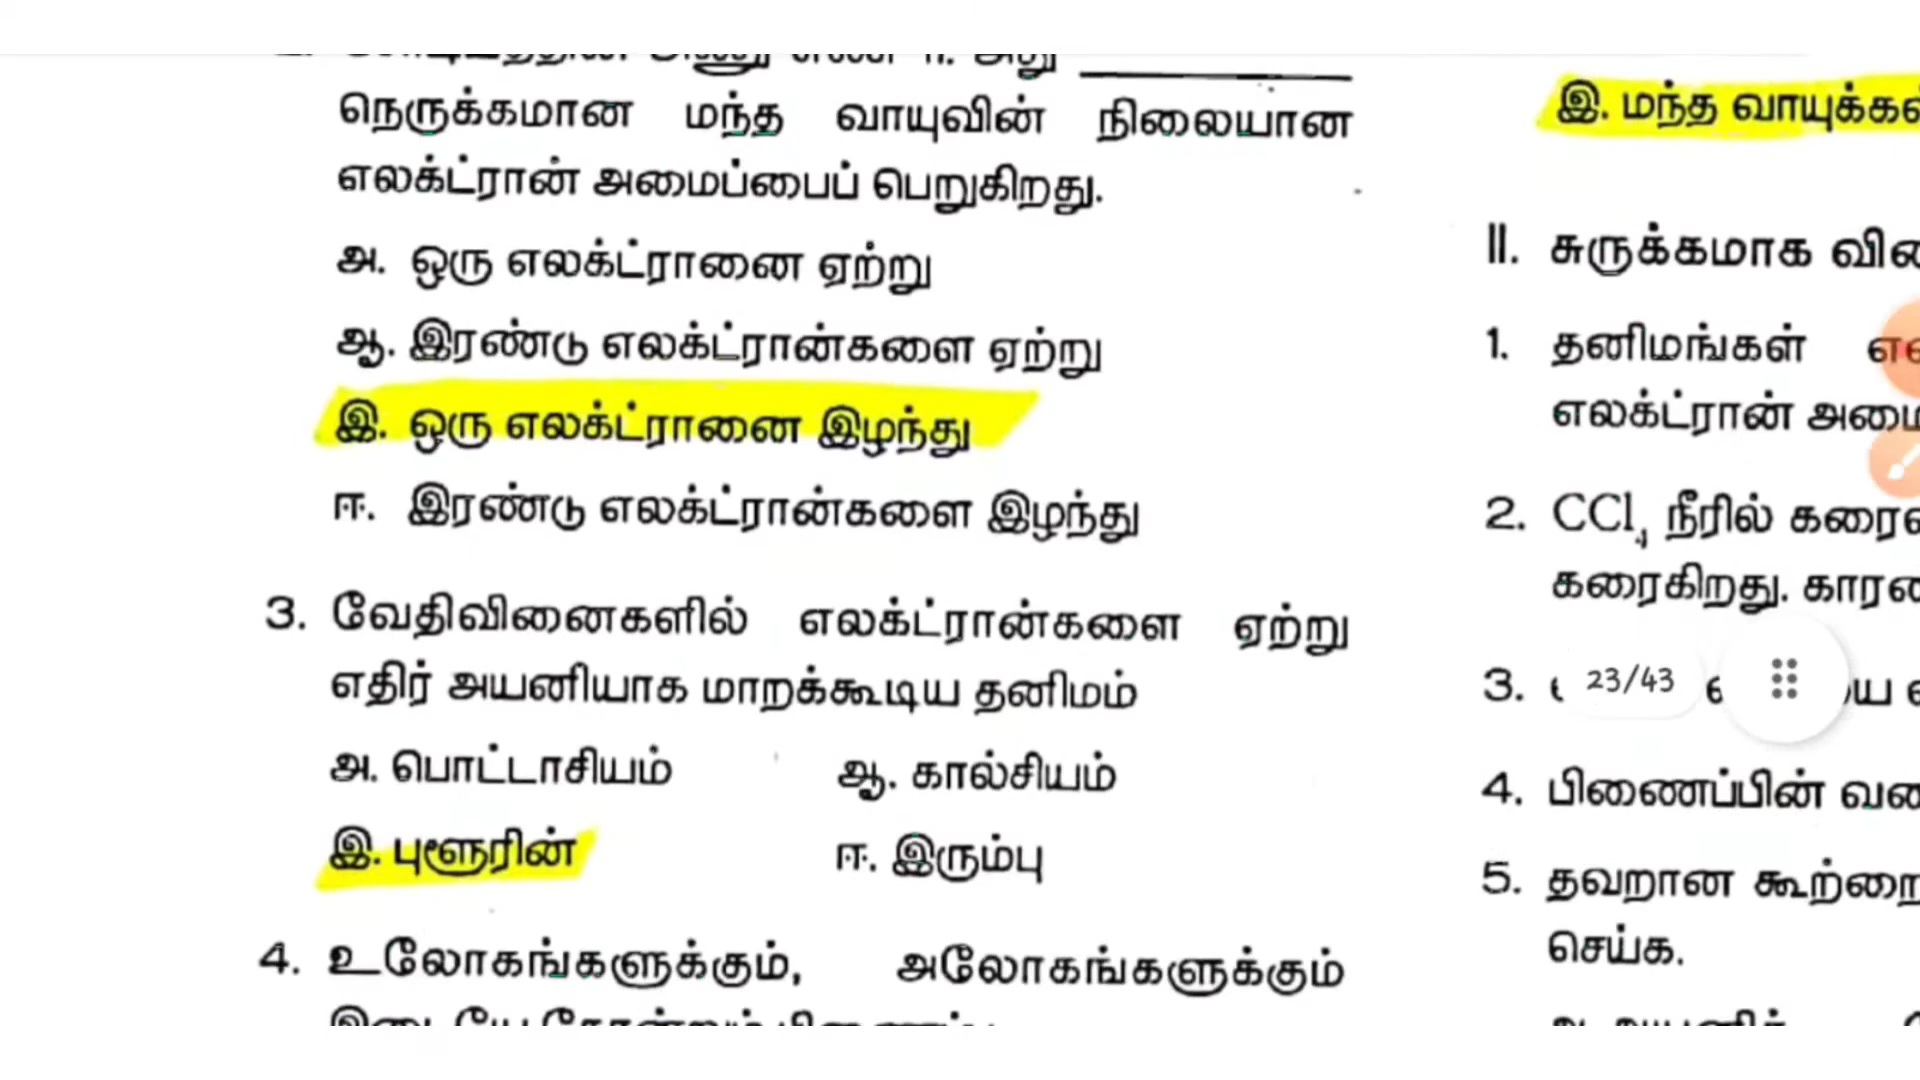 நெருக்கமான மந்த வாயுவின் நிலையான
எலக்ட்ரான் அமைப்பைப் பெறுகிறது.
அ. ஒரு எலக்ட்ரானை ஏற்று
ஆ. இரண்டு எலக்ட்ரான்களை ஏற்று
இ. ஒரு எலக்ட்ரானை இழந்து
ஈ. இரண்டு எலக்ட்ரான்களை இழந்து
3. வேதிவினைகளில் எலக்ட்ரான்களை ஏற்று
எதிர் அயனியாக மாறக்கூடிய தனிமம்
அ. பொட்டாசியம் ஆ. கால்சியம்
இ. புளூரின் ஈ. இரும்பு
4. உலோகங்களுக்கும், அலோகங்களுக்கும்
இ. மந்த வாயுக்கள்
II. சுருக்கமாக
1. தனிமங்கள்
எலக்ட்ரான்
2. CCl₄ நீரில்
கரைகிறது.
3.
23/43
4. பிணைப்பின்
5. தவறான கூற்றை
செய்க.